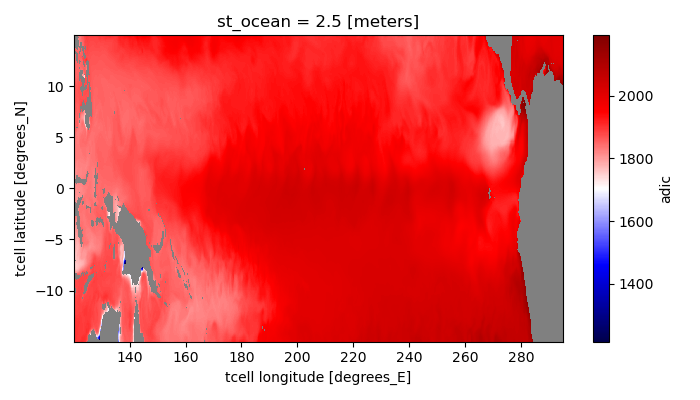 st_ocean = 2.5 [meters]
10
5
0
−5
−10
tcell latitude [degrees_N]
140 160 180 200 220 240 260 280
tcell longitude [degrees_E]
2000
1800
1600
1400
adic